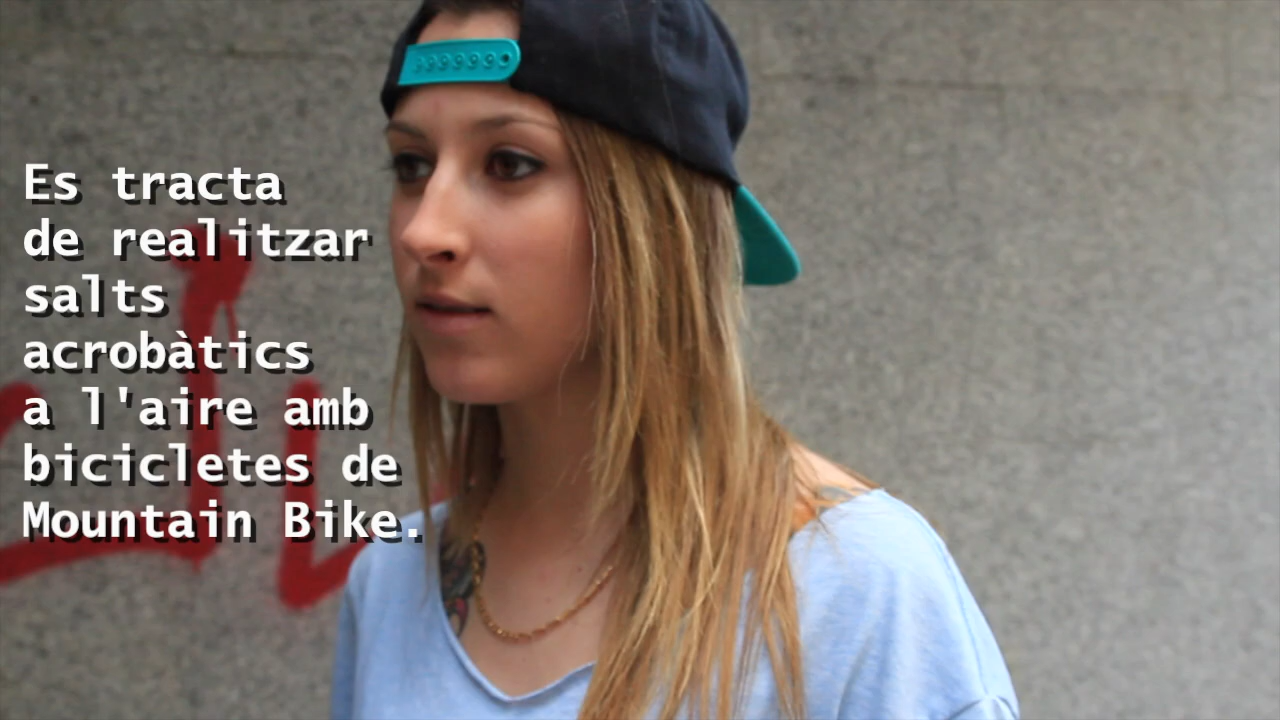 Es tracta
de realitzar
salts
acrobàtics
a l'aire amb
bicicletes de
Mountain Bike.